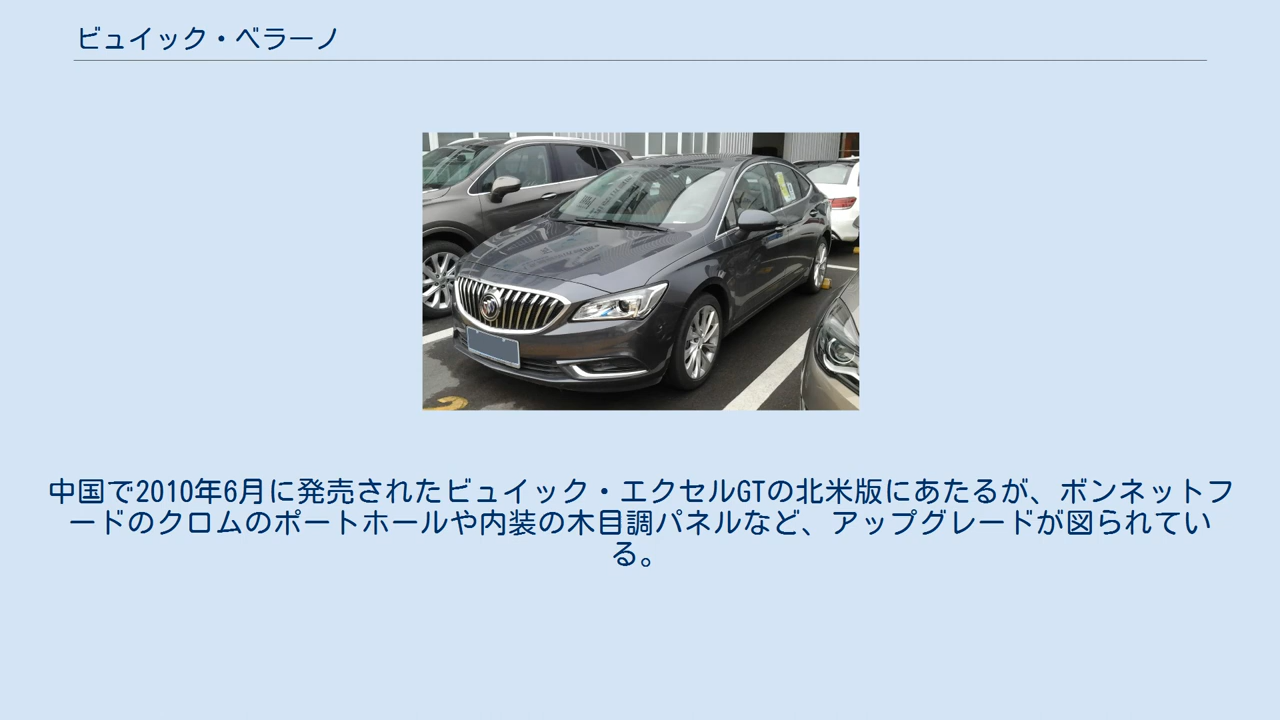 ビュイック・ベラーノ
中国で2010年6月に発売されたビュイック・エクセルGTの北米版にあたるが、ボンネットフ
ードのクロムのポートホールや内装の木目調パネルなど、アップグレードが図られてい
る。